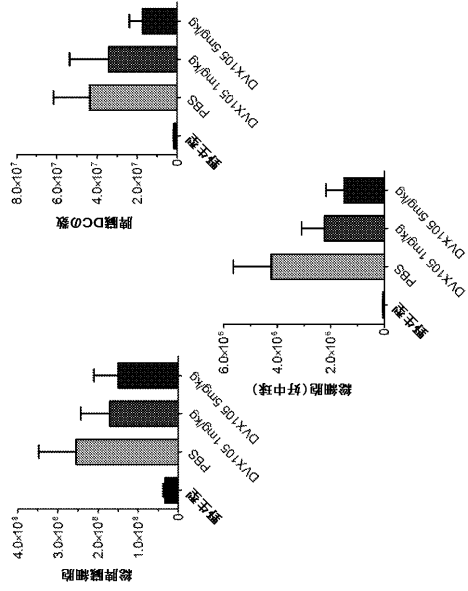 総脾臓細胞
4.0×10⁸
3.0×10⁸
2.0×10⁸
1.0×10⁸
0
野生型
PBS
DVX105 1mg/kg
DVX105 5mg/kg
脾臓DCの数
8.0×10⁷
6.0×10⁷
4.0×10⁷
2.0×10⁷
0
野生型
PBS
DVX105 1mg/kg
DVX105 5mg/kg
総細胞(好中球)
6.0×10⁶
4.0×10⁶
2.0×10⁶
0
野生型
PBS
DVX105 1mg/kg
DVX105 5mg/kg